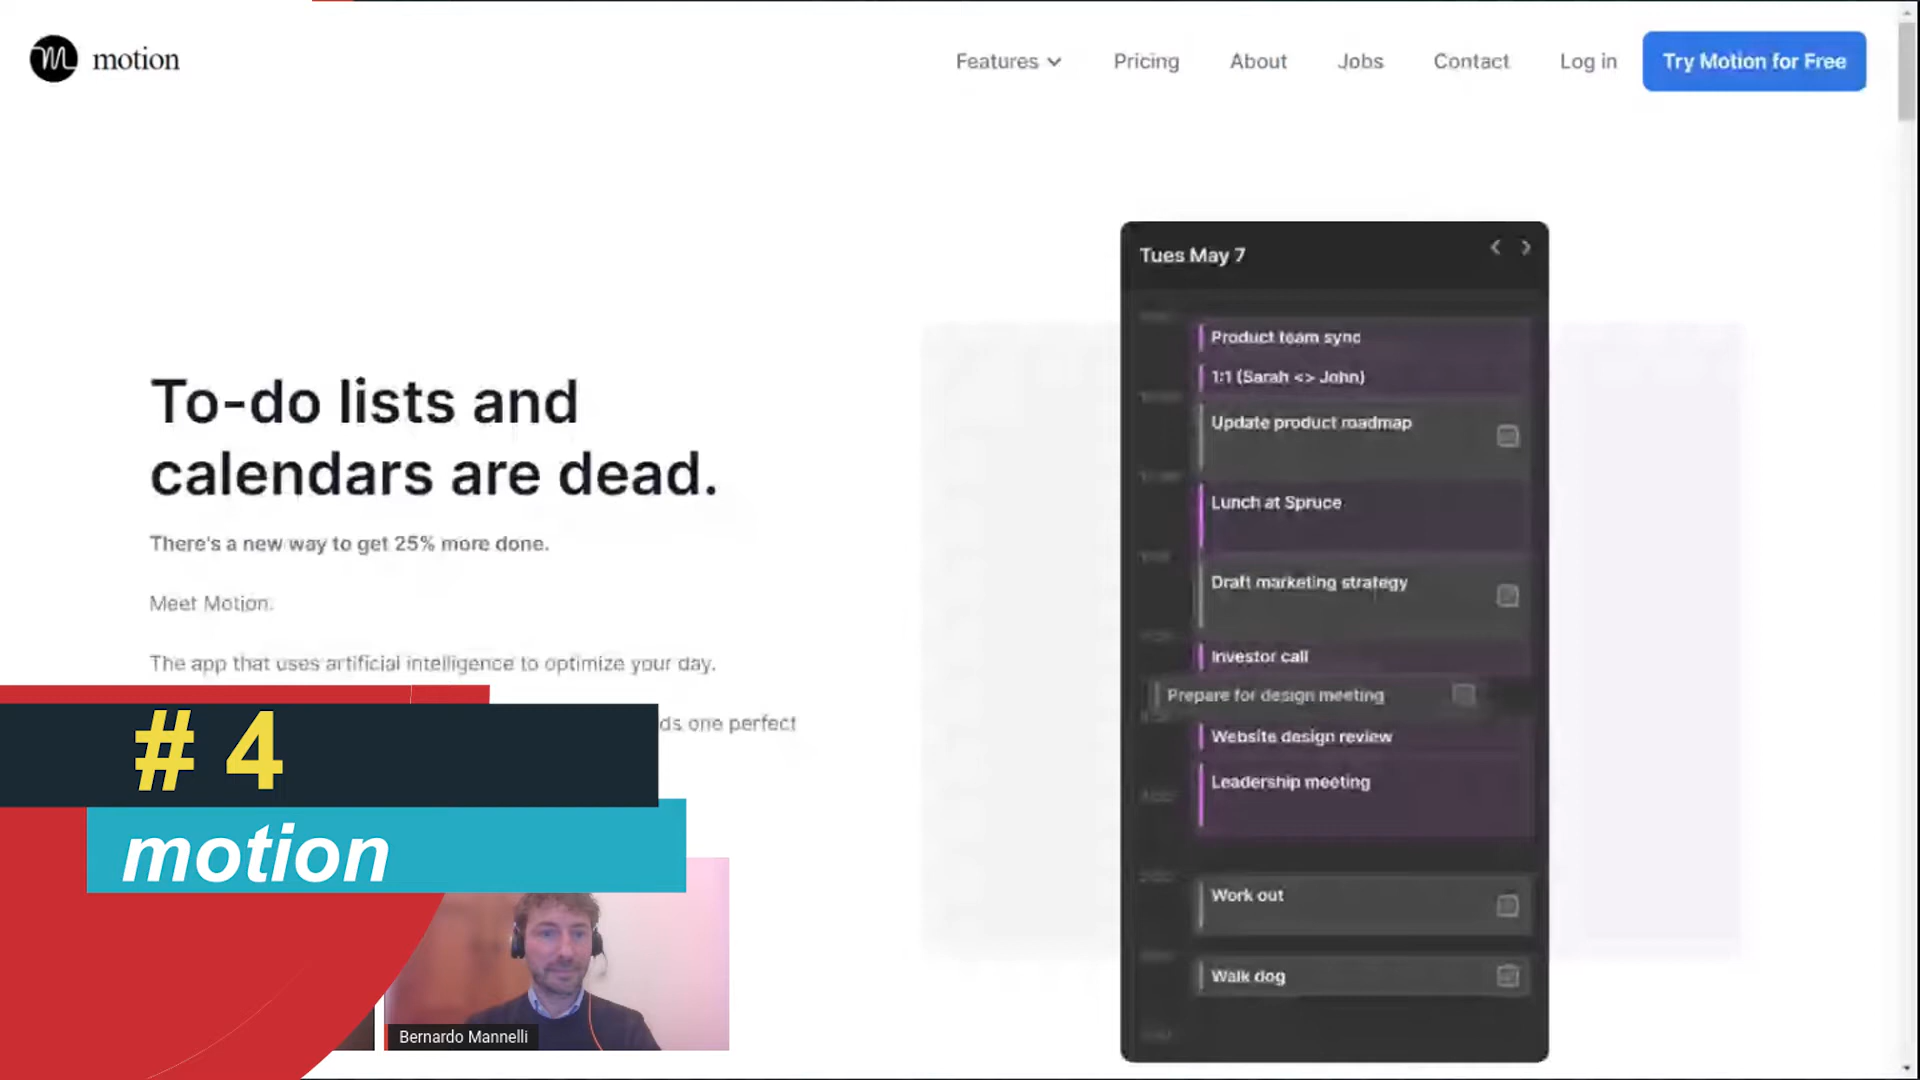 motion
Features
Pricing
About
Jobs
Contact
Log in
Try Motion for Free
To-do lists and
calendars are dead.
There's a new way to get 25% more done.
Meet Motion.
The app that uses artificial intelligence to optimize your day.
ds one perfect
Tues May 7
Product team sync
1:1 (Sarah <> John)
Update product roadmap
Lunch at Spruce
Draft marketing strategy
Investor call
Prepare for design meeting
Website design review
Leadership meeting
Work out
Walk dog
# 4
motion
Bernardo Mannelli